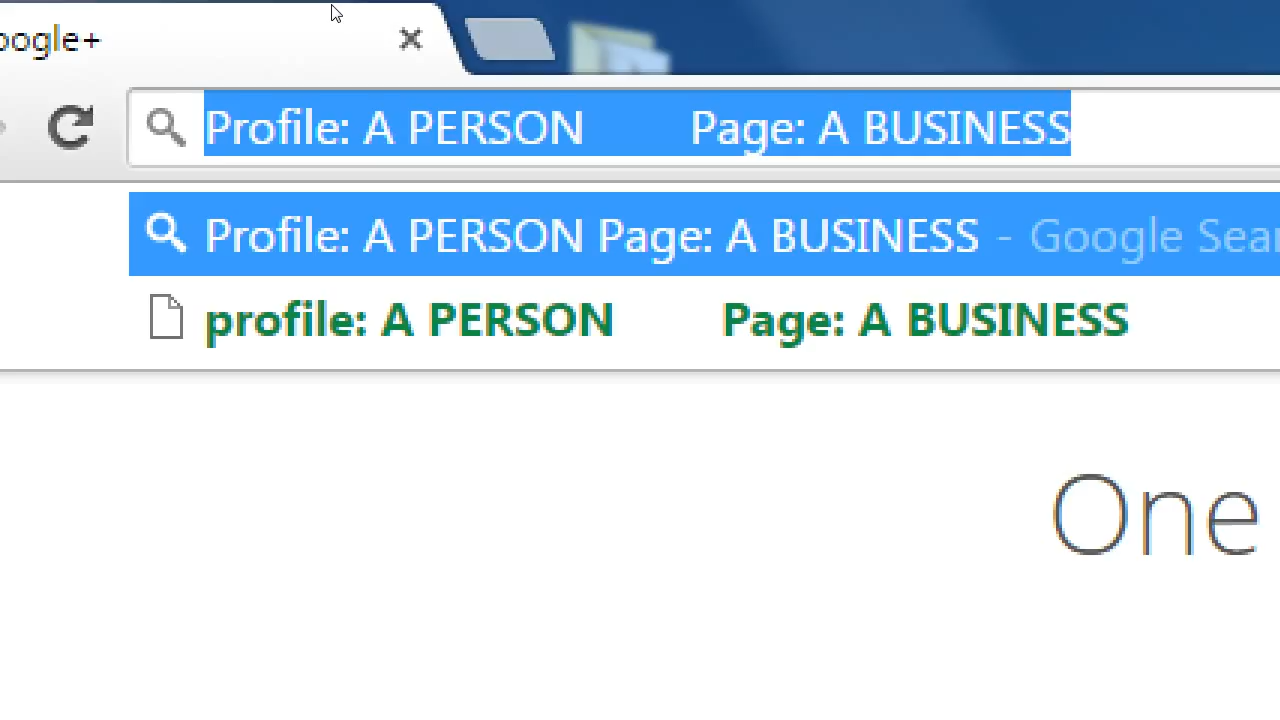 oogle+
Profile: A PERSON Page: A BUSINESS
Profile: A PERSON Page: A BUSINESS - Google Sear
profile: A PERSON Page: A BUSINESS
One